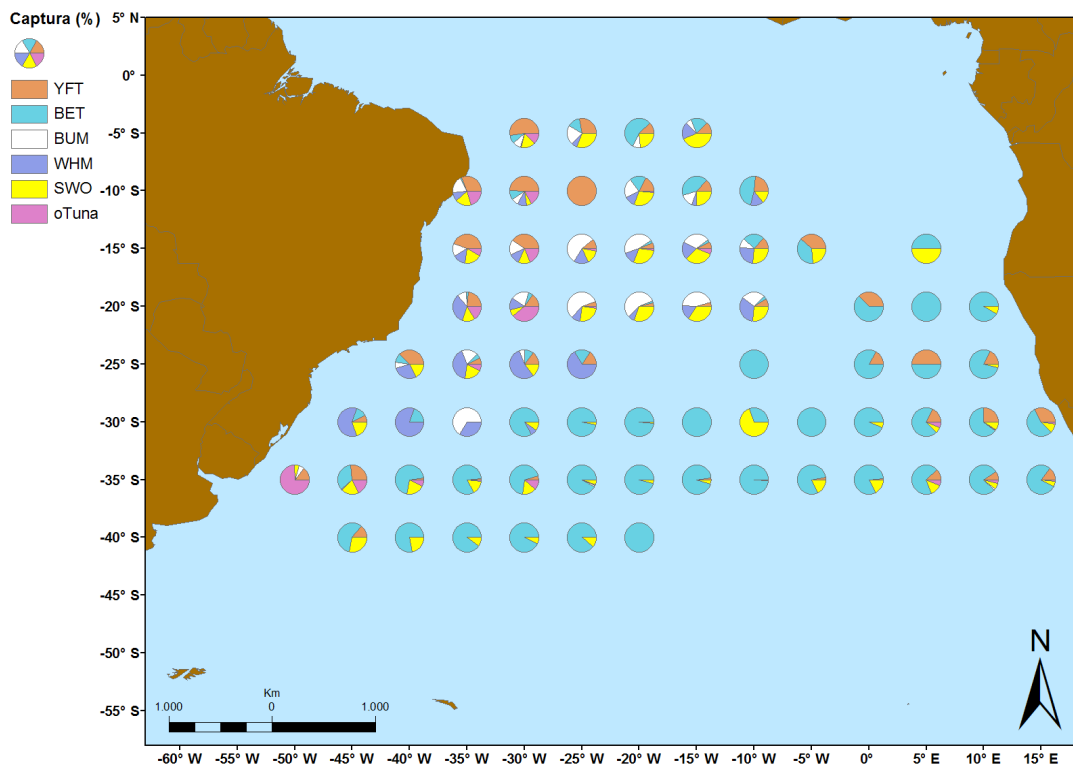 Captura (%)
YFT
BET
BUM
WHM
SWO
oTuna
5° N
0°
-5° S
-10° S
-15° S
-20° S
-25° S
-30° S
-35° S
-40° S
-45° S
-50° S
-55° S
N
Km
1.000 0 1.000
-60° W -55° W -50° W -45° W -40° W -35° W -30° W -25° W -20° W -15° W -10° W -5° W 0° 5° E 10° E 15° E